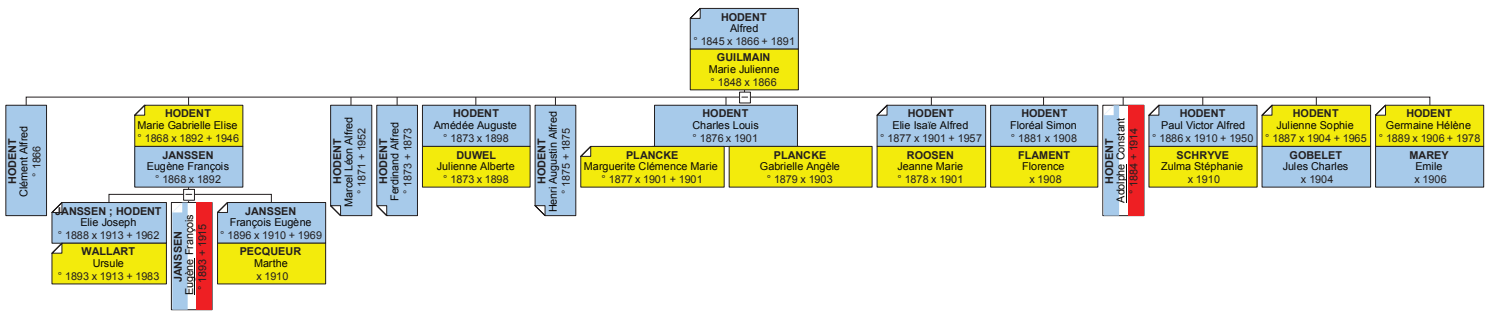 HODENT
Alfred
° 1845 x 1866 + 1891
GUILMAIN
Marie Julienne
° 1848 x 1866
HODENT
Clément Alfred
° 1866
HODENT
Marie Gabrielle Elise
° 1868 x 1892 + 1946
JANSSEN
Eugène François
° 1868 x 1892
HODENT
Marcel Léon Alfred
° 1871 + 1952
HODENT
Ferdinand Alfred
° 1873 + 1873
HODENT
Amédée Auguste
° 1873 x 1898
DUWEL
Julienne Alberte
° 1873 x 1898
HODENT
Henri Augustin Alfred
° 1875 + 1875
HODENT
Charles Louis
° 1876 x 1901
PLANCKE
Marguerite Clémence Marie
° 1877 x 1901 + 1901
PLANCKE
Gabrielle Angèle
° 1879 x 1903
HODENT
Elie Isaïe Alfred
° 1877 x 1901 + 1957
ROOSEN
Jeanne Marie
° 1878 x 1901
HODENT
Floréal Simon
° 1881 x 1908
FLAMENT
Florence
x 1908
HODENT
Adolphe Constant
° 1884 + 1914
HODENT
Paul Victor Alfred
° 1886 x 1910 + 1950
SCHRYVE
Zulma Stéphanie
x 1910
HODENT
Julienne Sophie
° 1887 x 1904 + 1965
GOBELET
Jules Charles
x 1904
HODENT
Germaine Hélène
° 1889 x 1906 + 1978
MAREY
Emile
x 1906
JANSSEN ; HODENT
Elie Joseph
° 1888 x 1913 + 1962
WALLART
Ursule
° 1893 x 1913 + 1983
JANSSEN
Eugène François
° 1893 + 1915
JANSSEN
François Eugène
° 1896 x 1910 + 1969
PECQUEUR
Marthe
x 1910